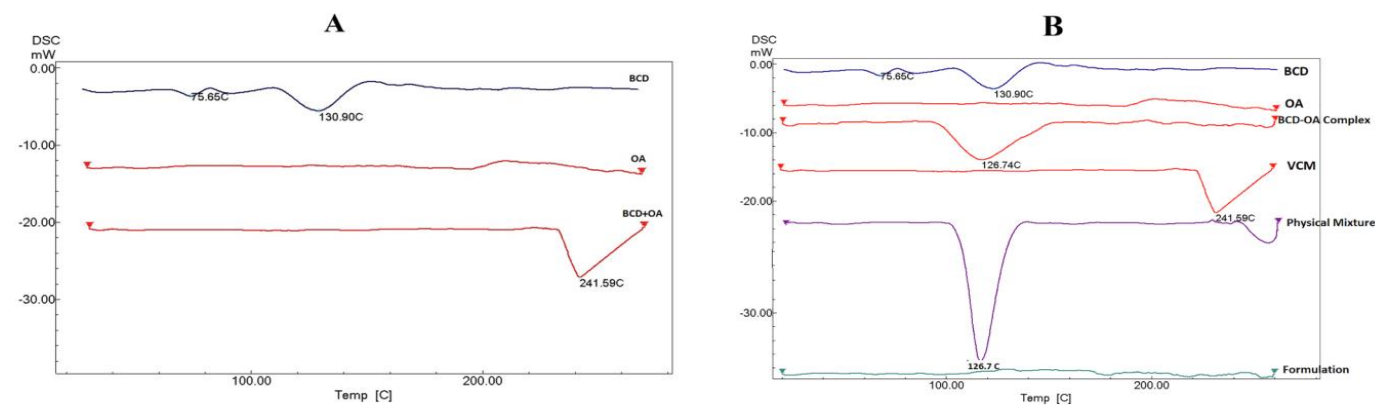 A
DSC
mW
0.00
BCD
75.65C
130.90C
-10.00
OA
-20.00
BCD+OA
241.59C
-30.00
100.00 200.00
Temp [C]
B
DSC
mW
0.00
BCD
75.65C
130.90C
OA
BCD-OA Complex
-10.00
126.74C
VCM
-20.00
241.59C
Physical Mixture
-30.00
126.7 C
Formulation
100.00 200.00
Temp [C]